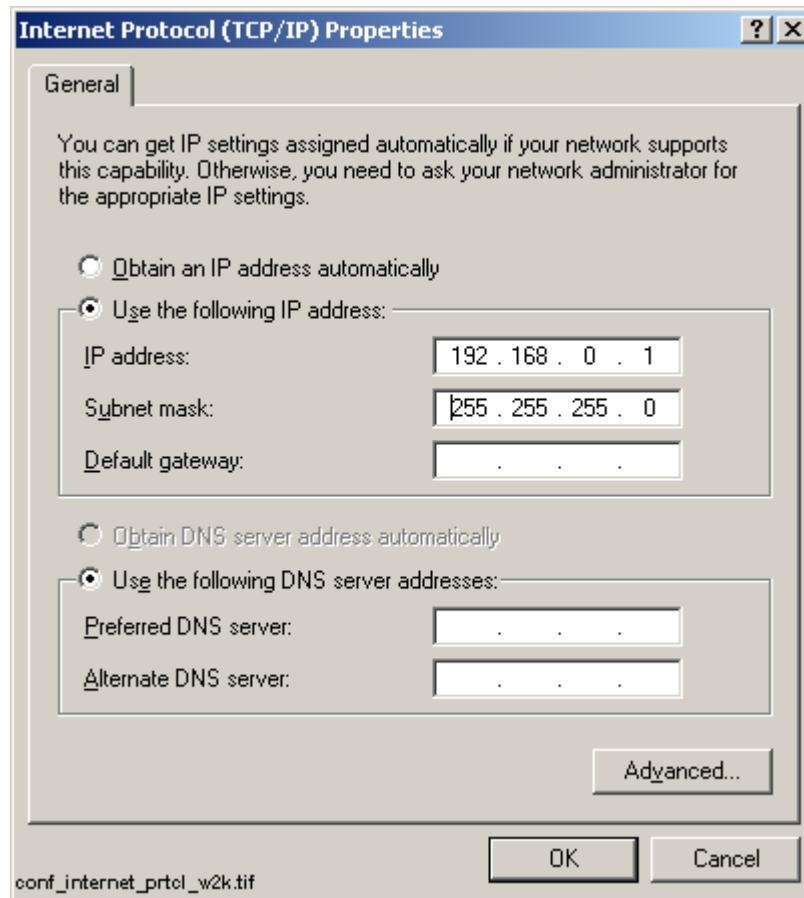 Internet Protocol (TCP/IP) Properties
General
You can get IP settings assigned automatically if your network supports
this capability. Otherwise, you need to ask your network administrator for
the appropriate IP settings.
Obtain an IP address automatically
Use the following IP address:
IP address: 192 . 168 . 0 . 1
Subnet mask: 255 . 255 . 255 . 0
Default gateway: . . .
Obtain DNS server address automatically
Use the following DNS server addresses:
Preferred DNS server: . . .
Alternate DNS server: . . .
Advanced...
OK Cancel
conf_internet_prtcl_w2k.tif